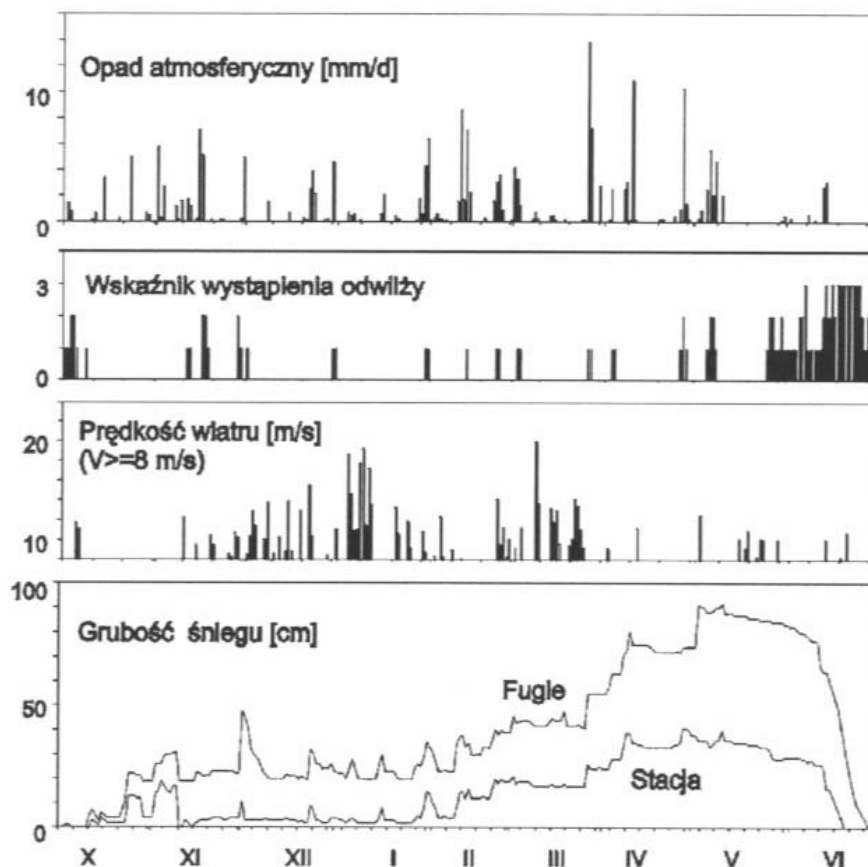 Opad atmosferyczny [mm/d]
10
0
3
Wskaźnik wystąpienia odwilży
0
20
Prędkość wiatru [m/s]
(V>=8 m/s)
10
100
Grubość śniegu [cm]
Fugle
50
Stacja
0
X XI XII I II III IV V VI